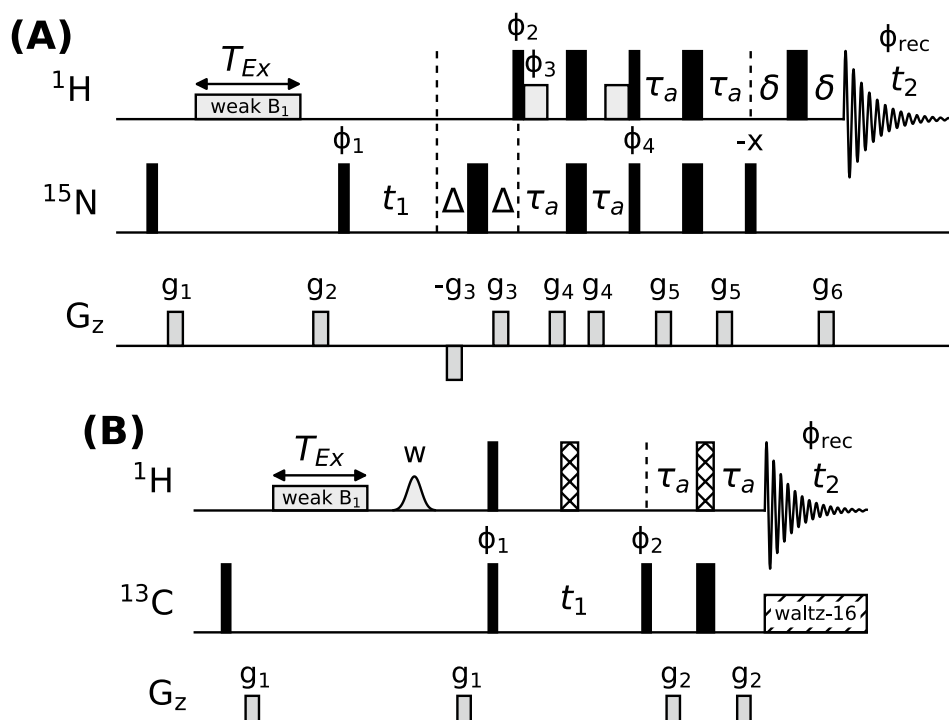 (A)
ϕ2
ϕrec
TEx
ϕ3
t2
1H
weak B1
τa
τa
δ
δ
ϕ1
ϕ4
-x
15N
t1
Δ
Δ
τa
τa
g1
g2
-g3
g3
g4
g4
g5
g5
g6
Gz
(B)
ϕrec
w
TEx
t2
1H
weak B1
τa
τa
ϕ1
ϕ2
13C
t1
waltz-16
g1
g1
g2
g2
Gz